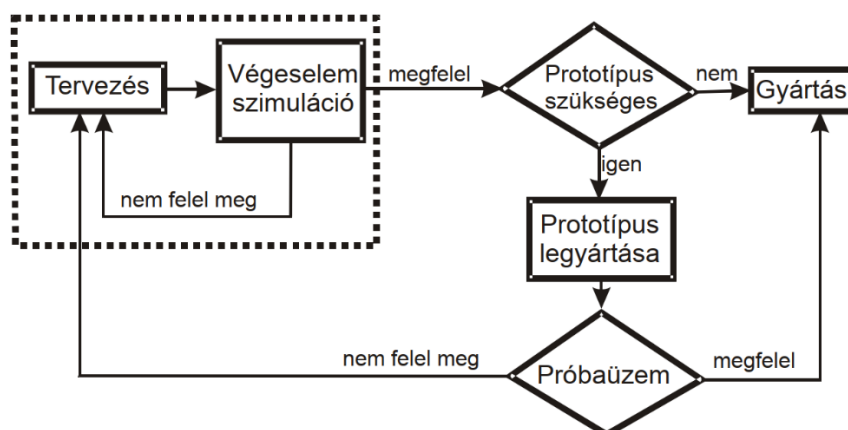 Tervezés
Végeselem
szimuláció
megfelel
Prototípus
szükséges
nem
Gyártás
nem felel meg
igen
Prototípus
legyártása
nem felel meg
Próbaüzem
megfelel